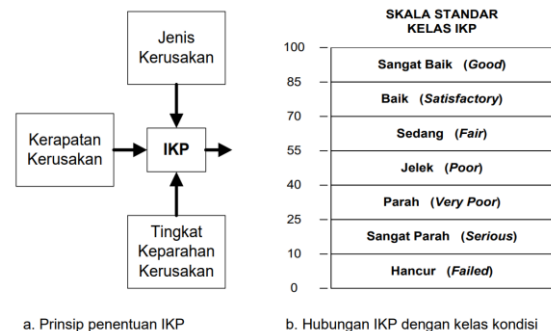 Jenis
Kerusakan
Kerapatan
Kerusakan
IKP
Tingkat
Keparahan
Kerusakan
a. Prinsip penentuan IKP
SKALA STANDAR
KELAS IKP
100
Sangat Baik (Good)
85
Baik (Satisfactory)
70
Sedang (Fair)
55
Jelek (Poor)
40
Parah (Very Poor)
25
Sangat Parah (Serious)
10
Hancur (Failed)
0
b. Hubungan IKP dengan kelas kondisi